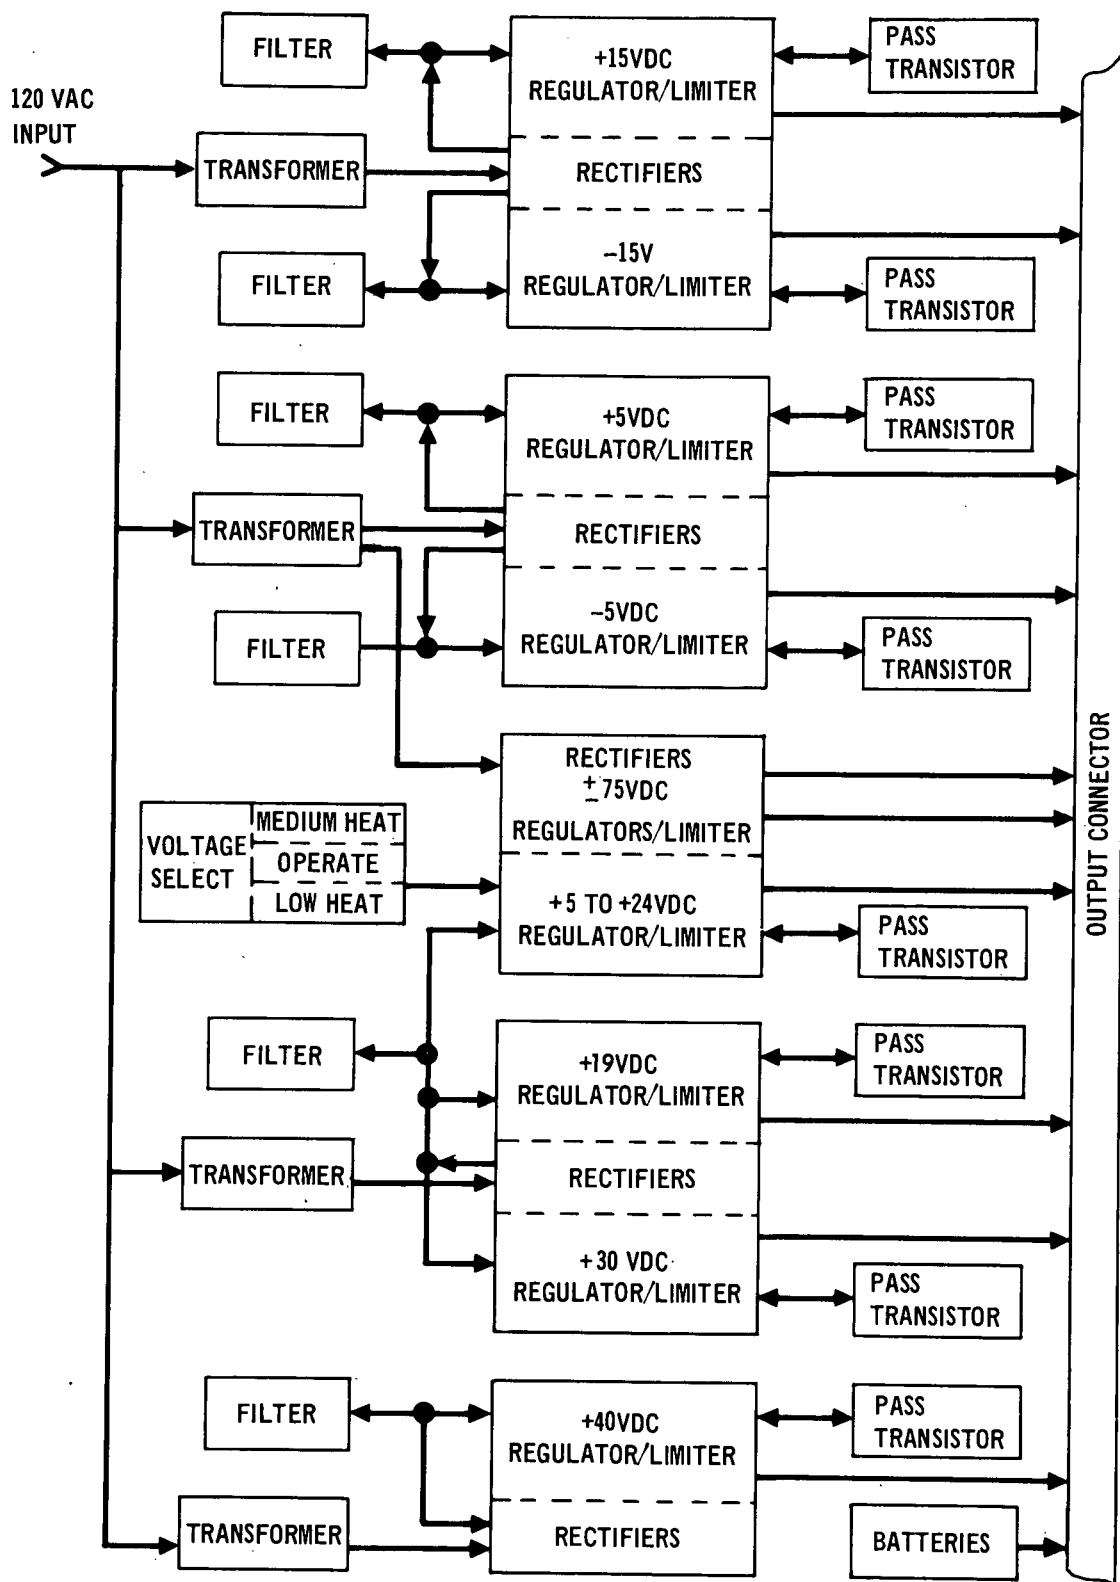 120 VAC
INPUT
FILTER
+15VDC
REGULATOR/LIMITER
PASS
TRANSISTOR
TRANSFORMER
RECTIFIERS
FILTER
-15V
REGULATOR/LIMITER
PASS
TRANSISTOR
FILTER
+5VDC
REGULATOR/LIMITER
PASS
TRANSISTOR
TRANSFORMER
RECTIFIERS
FILTER
-5VDC
REGULATOR/LIMITER
PASS
TRANSISTOR
RECTIFIERS
±75VDC
REGULATORS/LIMITER
VOLTAGE
SELECT
MEDIUM HEAT
OPERATE
LOW HEAT
+5 TO +24VDC
REGULATOR/LIMITER
PASS
TRANSISTOR
FILTER
+19VDC
REGULATOR/LIMITER
PASS
TRANSISTOR
TRANSFORMER
RECTIFIERS
+30 VDC
REGULATOR/LIMITER
PASS
TRANSISTOR
FILTER
+40VDC
REGULATOR/LIMITER
PASS
TRANSISTOR
TRANSFORMER
RECTIFIERS
BATTERIES
OUTPUT CONNECTOR